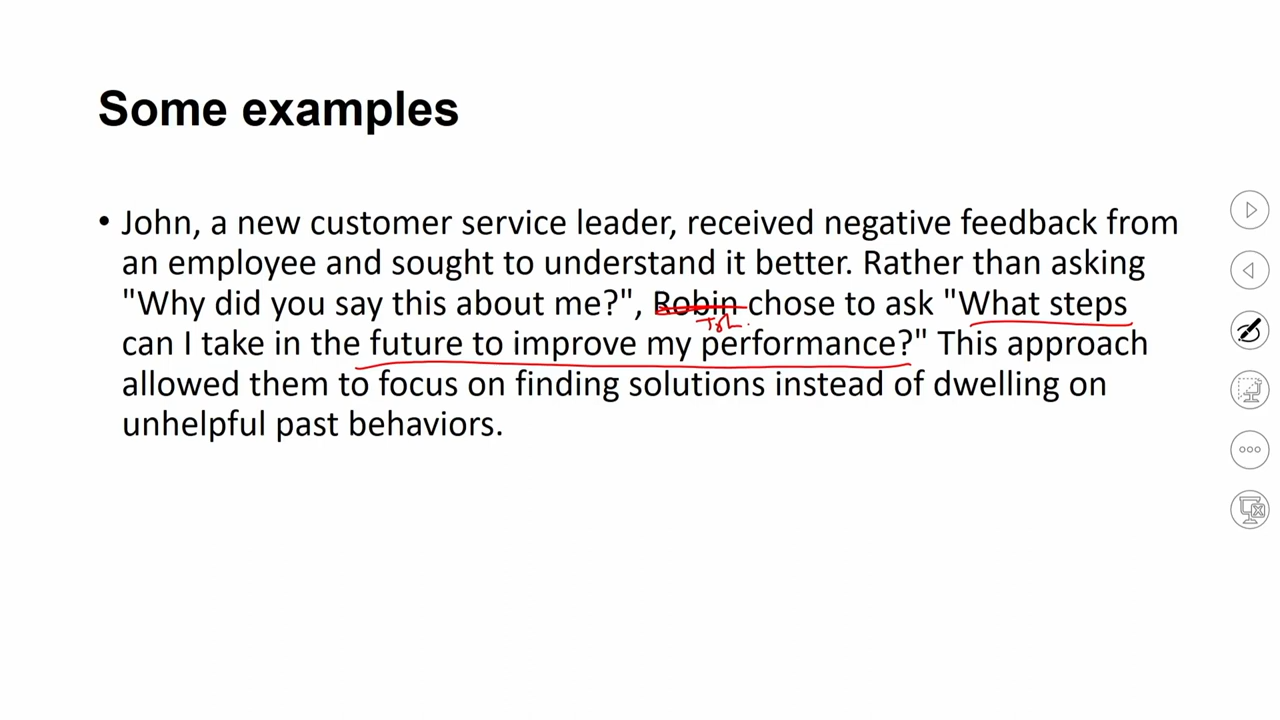 Some examples
• John, a new customer service leader, received negative feedback from
an employee and sought to understand it better. Rather than asking
"Why did you say this about me?", Robin chose to ask "What steps
can I take in the future to improve my performance?" This approach
allowed them to focus on finding solutions instead of dwelling on
unhelpful past behaviors.